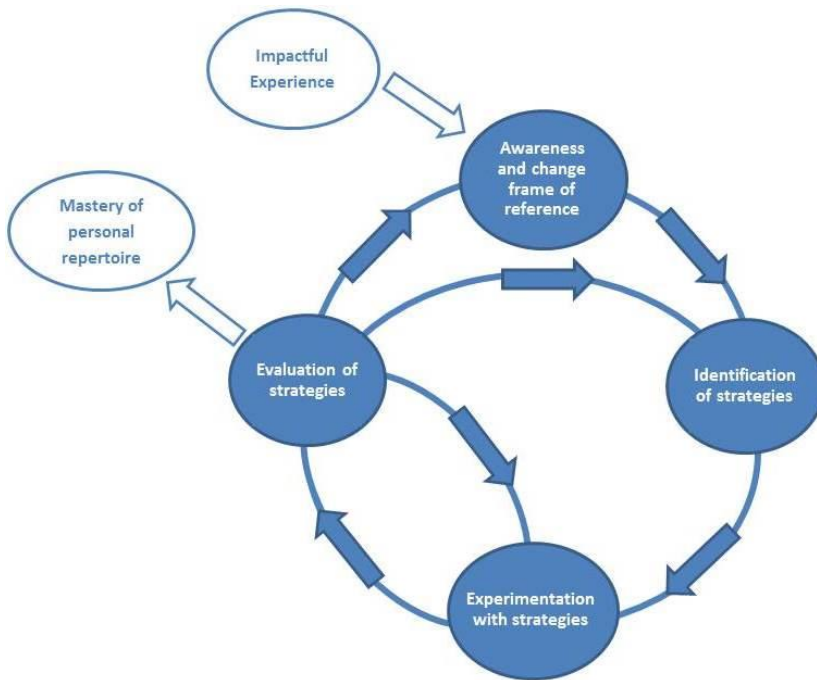 Impactful
Experience
Awareness
and change
frame of
reference
Mastery of
personal
repertoire
Evaluation of
strategies
Identification
of strategies
Experimentation
with strategies